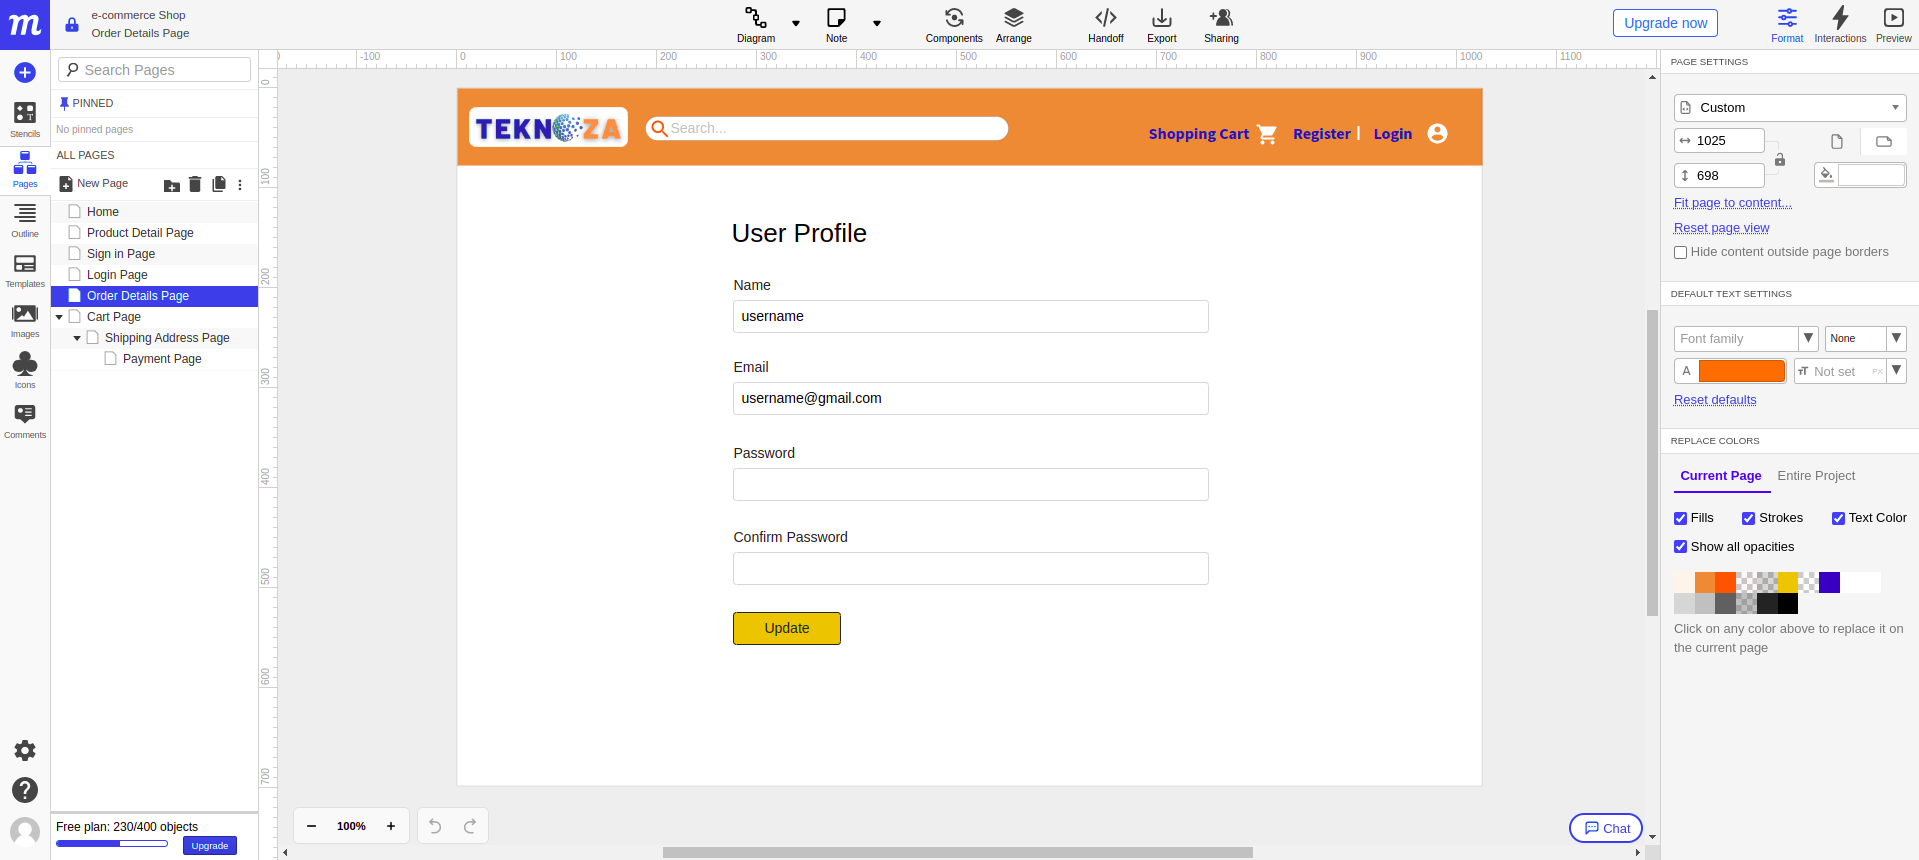 m
e-commerce Shop
Order Details Page
Diagram
Note
Components
Arrange
Handoff
Export
Sharing
Upgrade now
Format
Interactions
Preview
Stencils
Pages
Outline
Templates
Images
Icons
Comments
Search Pages
PINNED
No pinned pages
ALL PAGES
New Page
Home
Product Detail Page
Sign in Page
Login Page
Order Details Page
Cart Page
Shipping Address Page
Payment Page
Free plan: 230/400 objects
Upgrade
-100 0 100 200 300 400 500 600 700 800 900 1000 1100
0
100
200
300
400
500
600
700
TEKNOZA
Search...
Shopping Cart
Register | Login
User Profile
Name
username
Email
username@gmail.com
Password
Confirm Password
Update
100%
Chat
PAGE SETTINGS
Custom
1025
698
Fit page to content...
Reset page view
Hide content outside page borders
DEFAULT TEXT SETTINGS
Font family
None
A
TT Not set PX
Reset defaults
REPLACE COLORS
Current Page Entire Project
Fills Strokes Text Color
Show all opacities
Click on any color above to replace it on
the current page